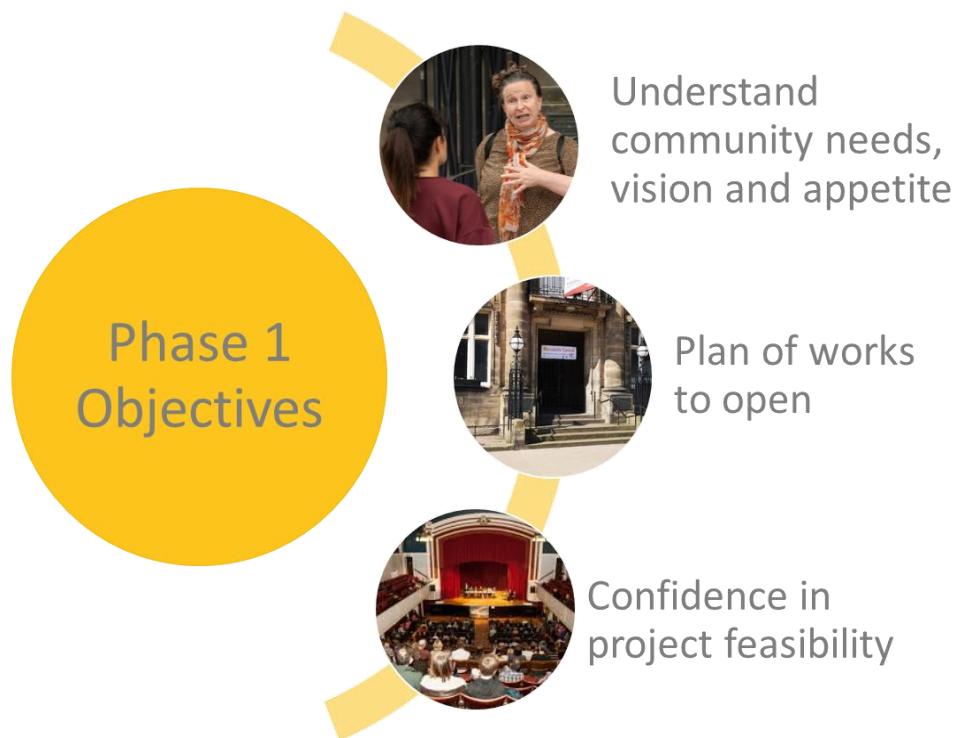 Phase 1
Objectives
Understand
community needs,
vision and appetite
Plan of works
to open
Confidence in
project feasibility